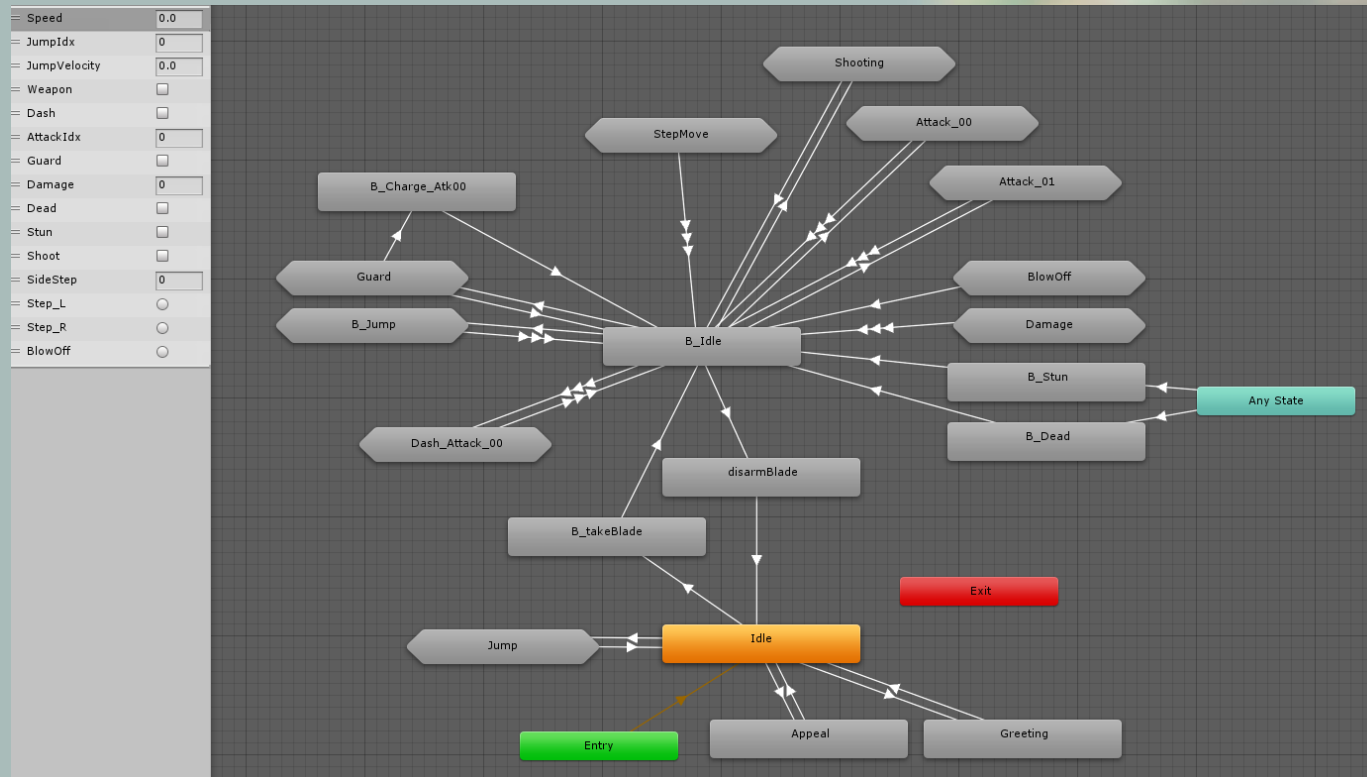 Speed 0.0
JumpIdx 0
JumpVelocity 0.0
Weapon
Dash
AttackIdx 0
Guard
Damage 0
Dead
Stun
Shoot
SideStep 0
Step_L
Step_R
BlowOff
Shooting
Attack_00
StepMove
Attack_01
B_Charge_Atk00
Guard
BlowOff
B_Jump
Damage
B_Idle
B_Stun
Any State
B_Dead
Dash_Attack_00
disarmBlade
B_takeBlade
Exit
Idle
Jump
Appeal
Greeting
Entry